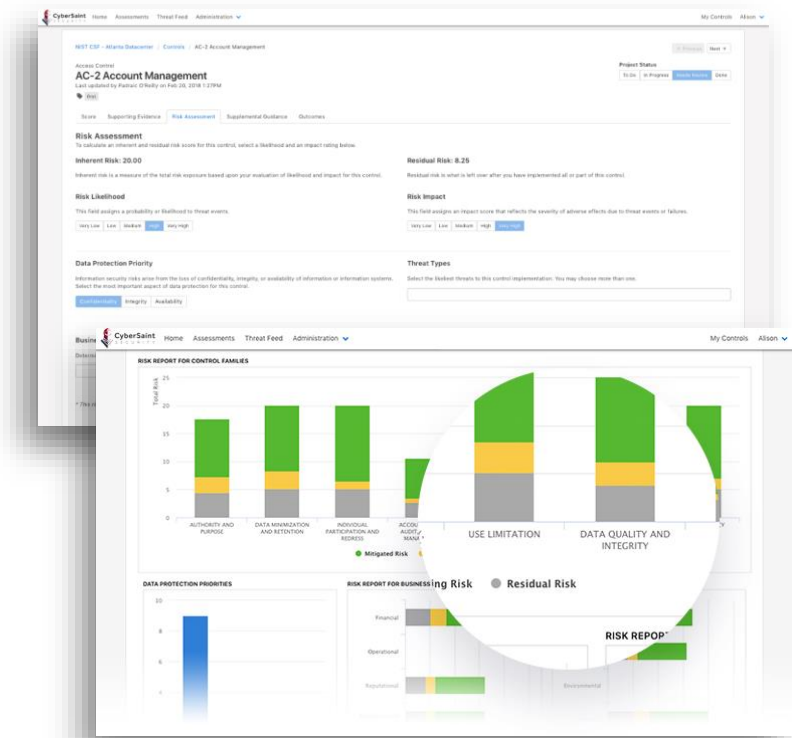 CyberSaint Home Assessments Threat Feed Administration My Controls Alison
NIST CSF - Atlanta Datacenter / Controls / AC-2 Account Management
Next
Access Control
Project Status
AC-2 Account Management
To Do In Progress Done
Last updated by Padraic O'Reilly on Feb 20, 2018 1:27PM
Score Supporting Evidence Risk Assessment Supplemental Guidance Outcomes
Risk Assessment
To calculate an inherent and residual risk score for this control, select a likelihood and an impact rating below.
Inherent Risk: 20.00 Residual Risk: 8.25
Inherent risk is a measure of the total risk exposure based upon your evaluation of likelihood and impact for this control. Residual risk is what is left over after you have implemented all or part of this control.
Risk Likelihood Risk Impact
This field assigns a probability or likelihood to threat events. This field assigns an impact score that reflects the severity of adverse effects due to threat events or failures.
Very Low Low Medium High Very High Very Low Low Medium High Very High
Data Protection Priority Threat Types
Information security risks arise from the loss of confidentiality, integrity, or availability of information or information systems. Select the likeliest threats to this control implementation. You may choose more than one.
Select the most important aspect of data protection for this control.
Confidentiality Integrity Availability
Busine
Determi
CyberSaint Home Assessments Threat Feed Administration My Controls Alison
SECURITY
RISK REPORT FOR CONTROL FAMILIES
Total Risk
25
20
15
10
5
0
AUTHORITY AND PURPOSE
DATA MINIMIZATION AND RETENTION
INDIVIDUAL PARTICIPATION AND REDRESS
USE LIMITATION
DATA QUALITY AND INTEGRITY
Mitigated Risk
ing Risk Residual Risk
DATA PROTECTION PRIORITIES RISK REPORT FOR BUSINESS
RISK REPOR
10
8
6
4
Financial
Operational
Reputational
Environmental